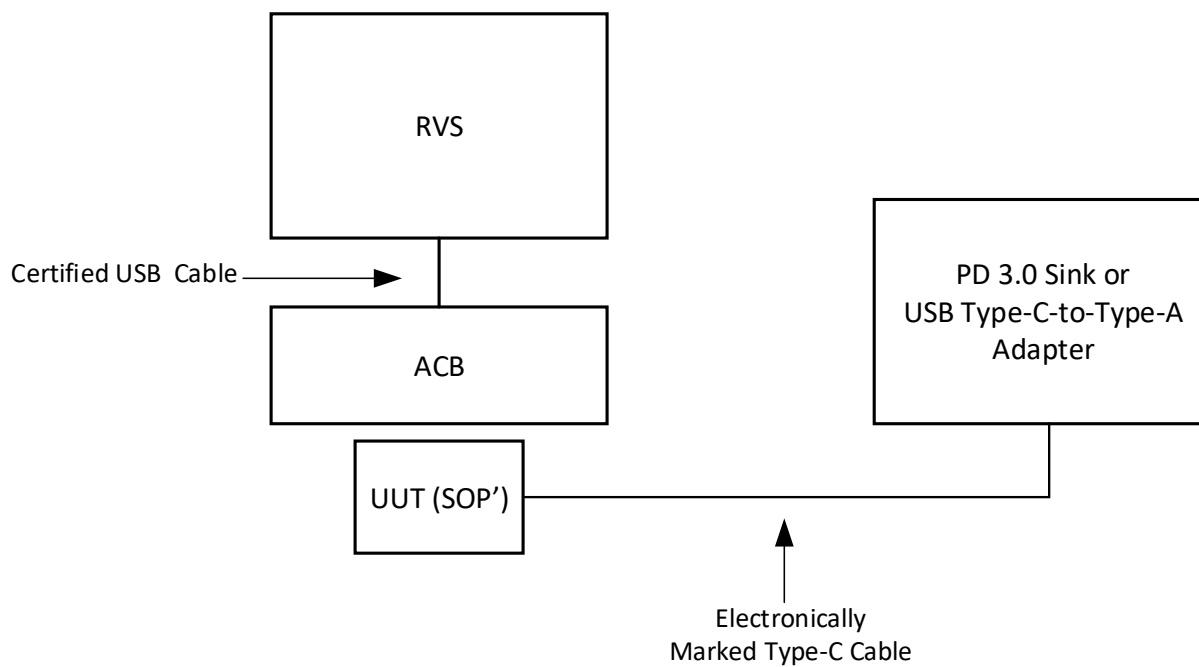 RVS
Certified USB  Cable
ACB
UUT (SOP’)
PD 3.0 Sink or
USB Type-C-to-Type-A
Adapter
Electronically
Marked Type-C Cable